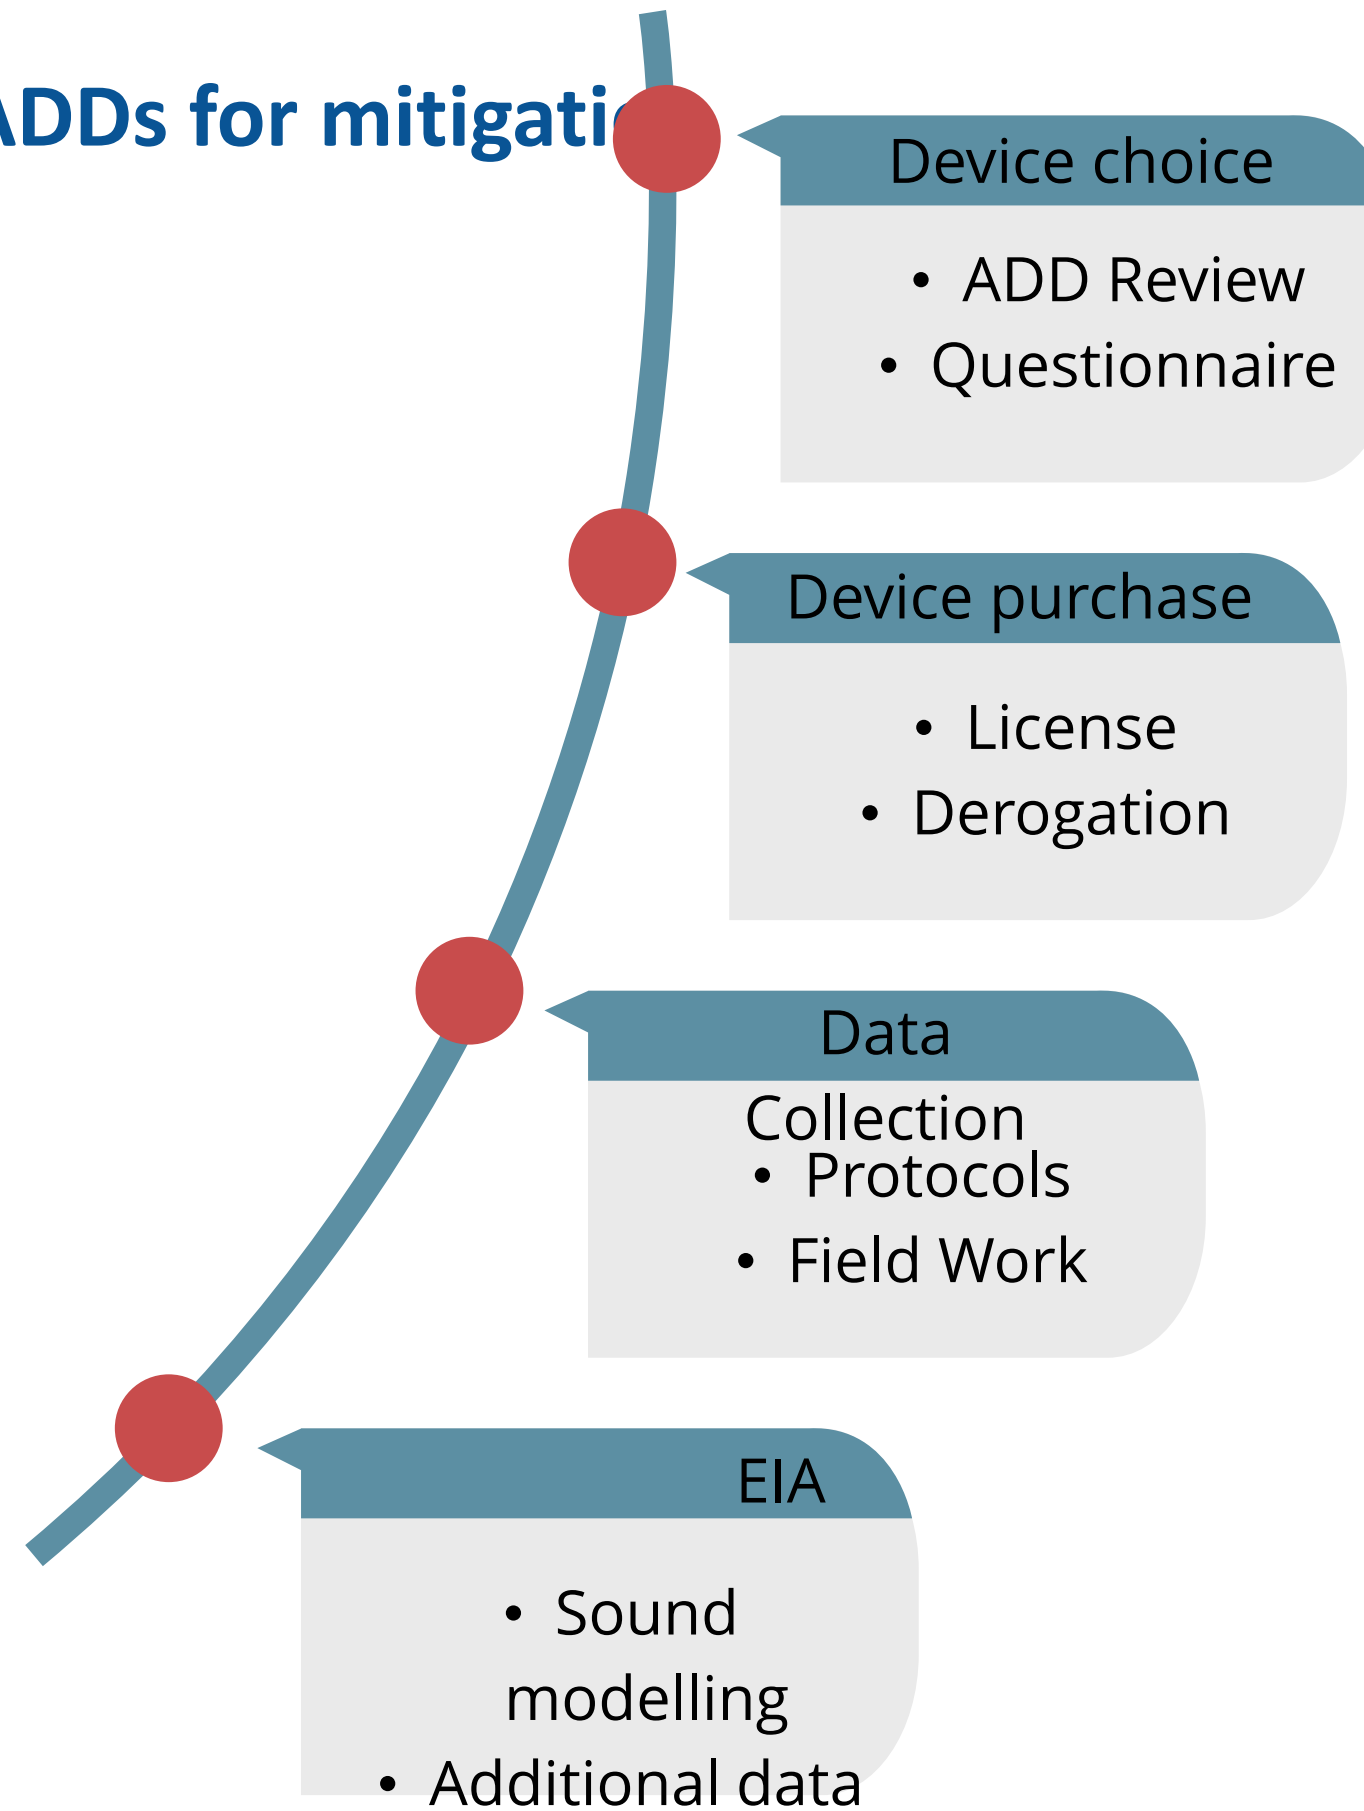 ADDs for mitigati
Device choice
• ADD Review
• Questionnaire
Device purchase
• License
• Derogation
Data
Collection
• Protocols
• Field Work
EIA
• Sound
modelling
• Additional data